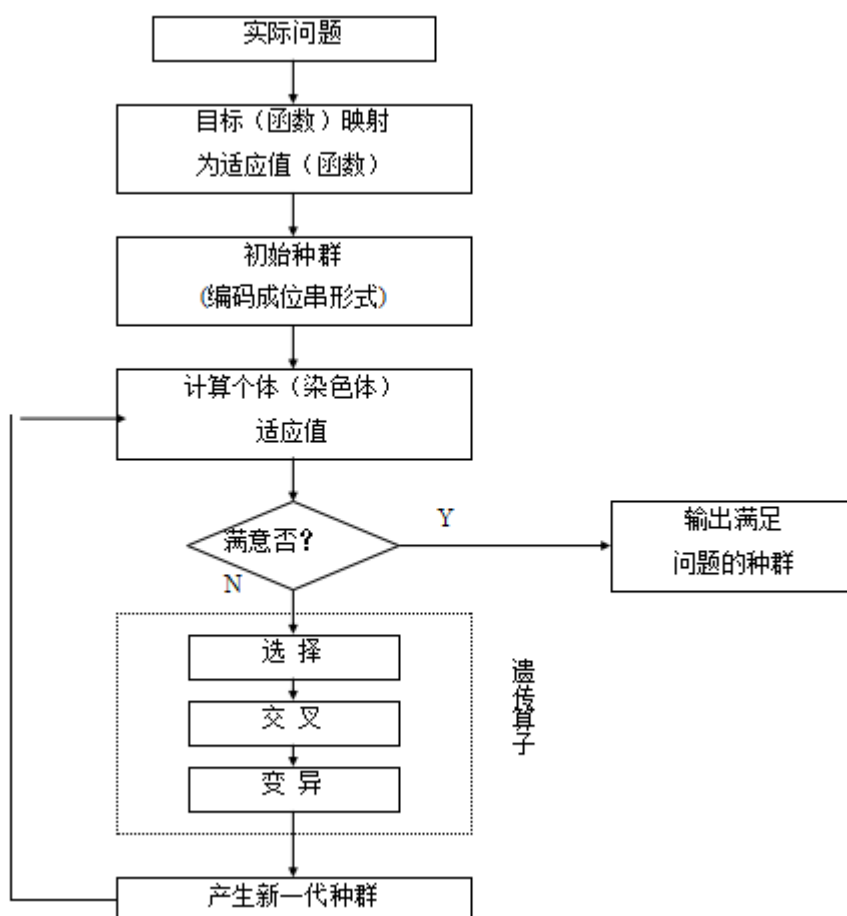 实际问题
目标（函数）映射
为适应值（函数）
初始种群
(编码成位串形式)
计算个体（染色体）
适应值
满意否?
Y
输出满足
问题的种群
N
选 择
交 叉
变 异
遗传算子
产生新一代种群